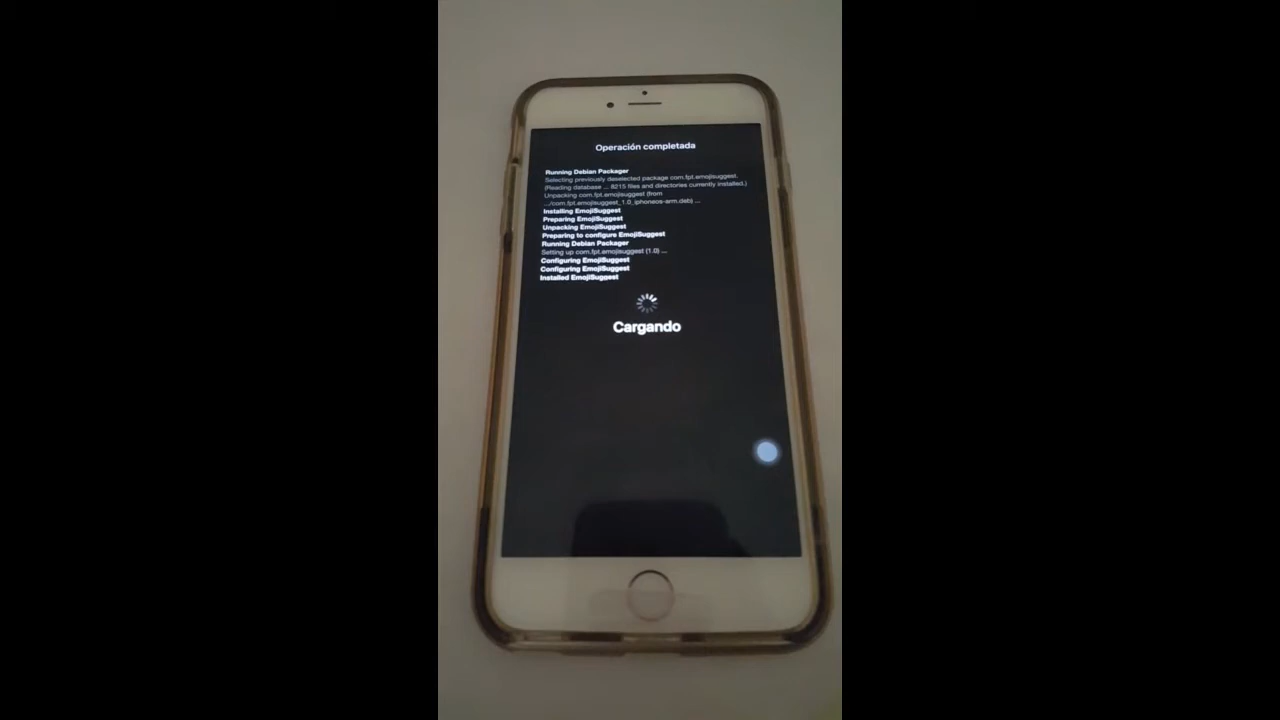 Operación completada
Running Debian Packager
Selecting previously deselected package com.fpt.emojisuggest.
(Reading database ... 8215 files and directories currently installed.)
Unpacking com.fpt.emojisuggest (from
.../com.fpt.emojisuggest_1.0_iphoneos-arm.deb) ...
Installing EmojiSuggest
Preparing EmojiSuggest
Unpacking EmojiSuggest
Preparing to configure EmojiSuggest
Running Debian Packager
Setting up com.fpt.emojisuggest (1.0) ...
Configuring EmojiSuggest
Configuring EmojiSuggest
Installed EmojiSuggest
Cargando